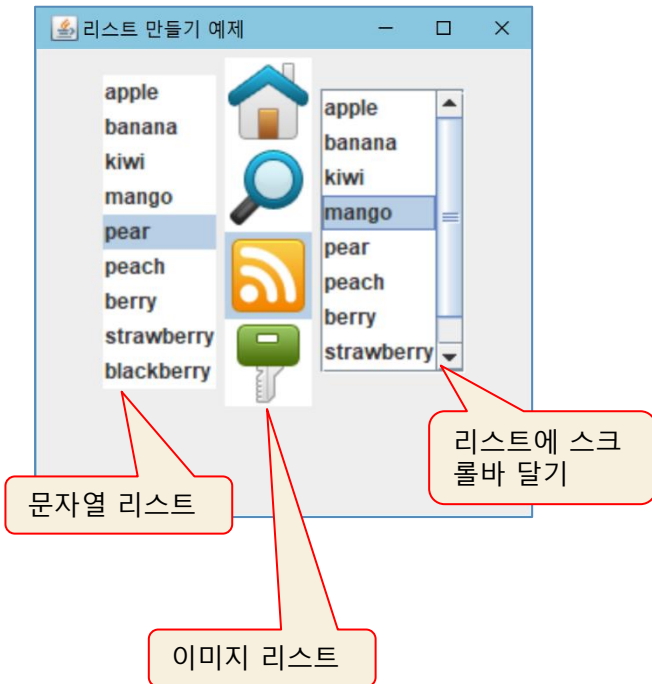 리스트 만들기 예제
apple
banana
kiwi
mango
pear
peach
berry
strawberry
blackberry
apple
banana
kiwi
mango
pear
peach
berry
strawberry
문자열 리스트
리스트에 스크
롤바 달기
이미지 리스트